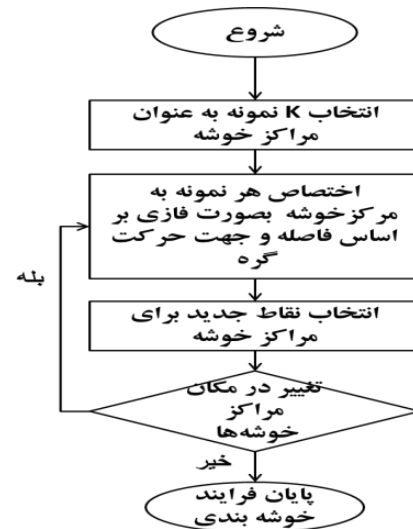 شروع
انتخاب K نمونه به عنوان
مراکز خوشه
اختصاص هر نمونه به
مرکزخوشه بصورت فازی بر
اساس فاصله و جهت حرکت
گره
بله
انتخاب نقاط جدید برای
مراکز خوشه
تغییر در مکان
مراکز
خوشه‌ها
خیر
پایان فرایند
خوشه بندی